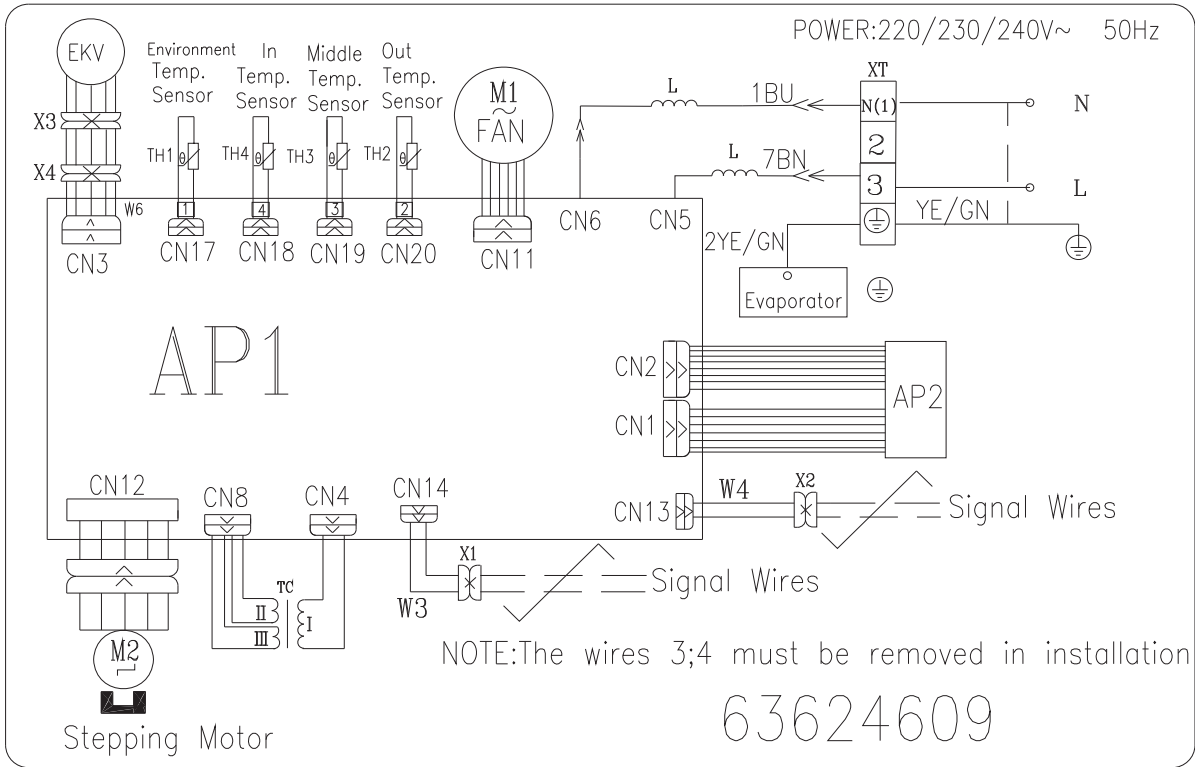 POWER:220/230/240V~ 50Hz
EKV
Environment
Temp.
Sensor
In
Temp.
Sensor
Middle
Temp.
Sensor
Out
Temp.
Sensor
M1
~
FAN
X3
X4
TH1 θ
TH4 θ
TH3 θ
TH2 θ
L
1BU
XT
N(1)
N
2
L
7BN
3
L
YE/GN
W6
1
4
3
2
CN3
CN17
CN18
CN19
CN20
CN11
CN6
CN5
2YE/GN
Evaporator
AP1
CN2
CN1
AP2
CN12
CN8
CN4
CN14
CN13
W4
X2
Signal Wires
X1
W3
Signal Wires
TC
II
III
I
M2
Stepping Motor
NOTE:The wires 3;4 must be removed in installation
63624609